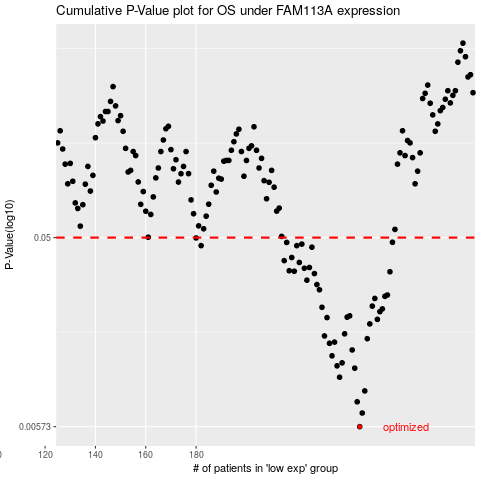 Cumulative P-Value plot for OS under FAM113A expression
P-Value(log10)
0.05
0.00573
optimized
0 120 140 160 180
# of patients in 'low exp' group